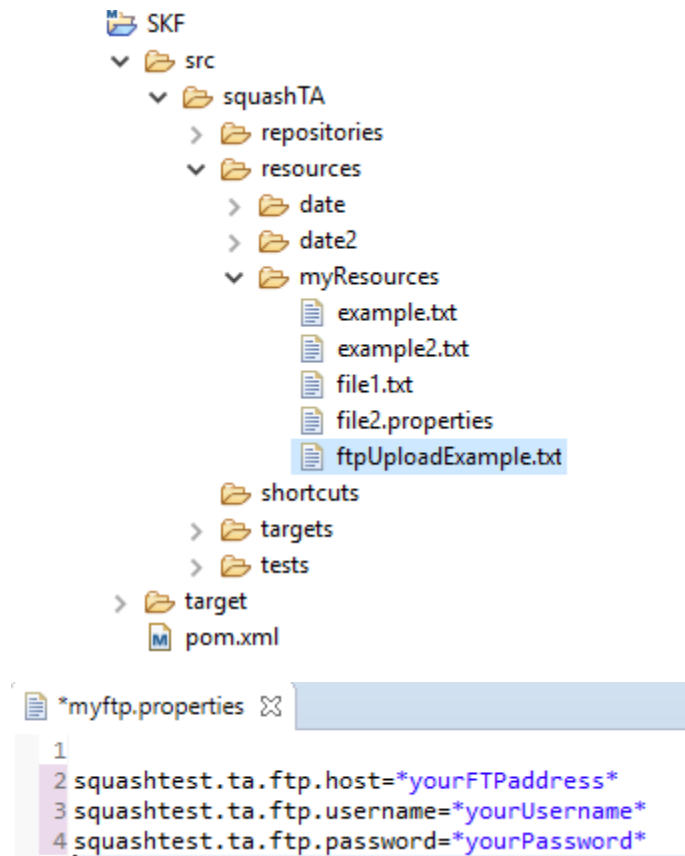 SKF
src
squashTA
repositories
resources
date
date2
myResources
example.txt
example2.txt
file1.txt
file2.properties
ftpUploadExample.txt
shortcuts
targets
tests
target
pom.xml
*myftp.properties
1
2 squashtest.ta.ftp.host=*yourFTPaddress*
3 squashtest.ta.ftp.username=*yourUsername*
4 squashtest.ta.ftp.password=*yourPassword*